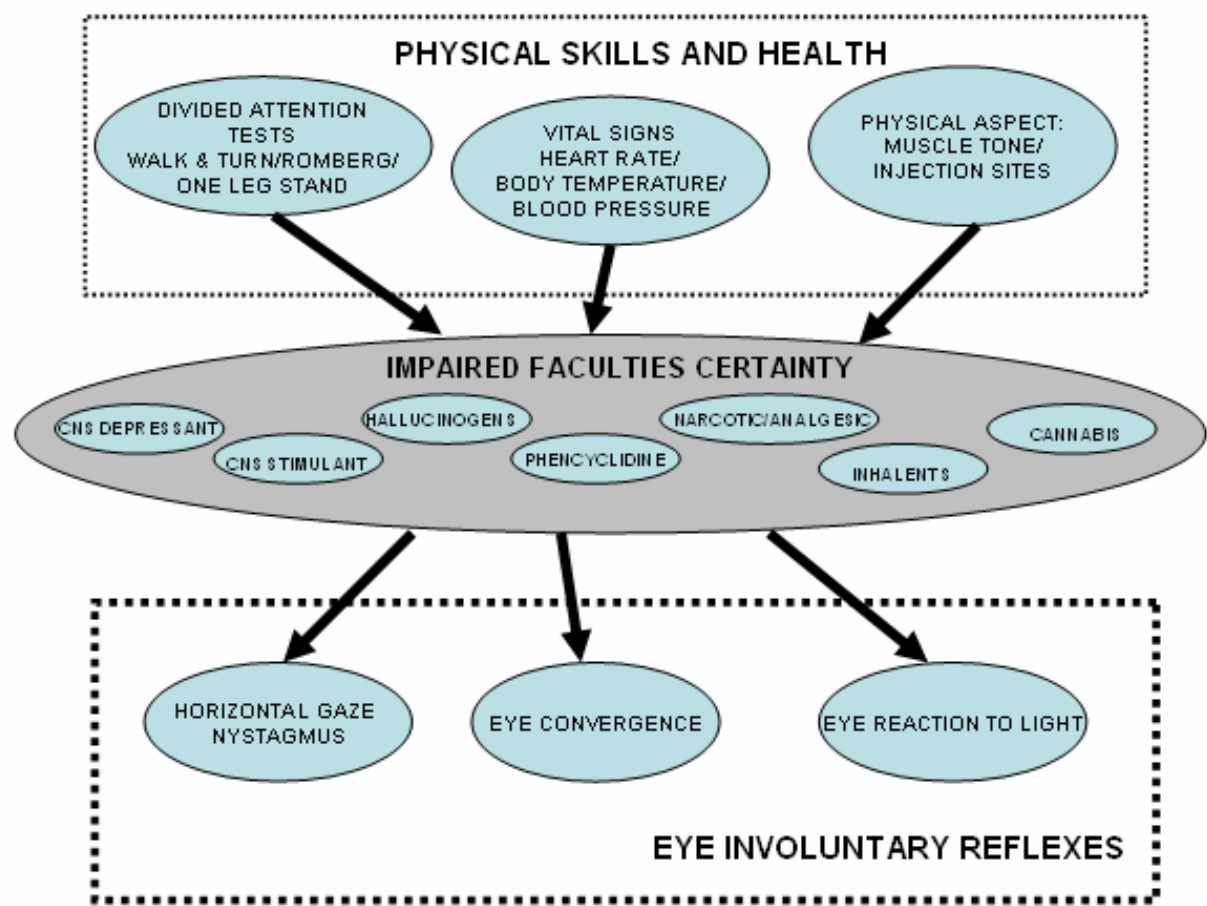 PHYSICAL SKILLS AND HEALTH
DIVIDED ATTENTION
TESTS
WALK & TURN/ROMBERG/
ONE LEG STAND
VITAL SIGNS
HEART RATE/
BODY TEMPERATURE/
BLOOD PRESSURE
PHYSICAL ASPECT:
MUSCLE TONE/
INJECTION SITES
IMPAIRED FACULTIES CERTAINTY
CNS DEPRESSANT
CNS STIMULANT
HALLUCINOGENS
PHENCYCLIDINE
NARCOTIC/ANALGESIC
INHALENTS
CANNABIS
HORIZONTAL GAZE
NYSTAGMUS
EYE CONVERGENCE
EYE REACTION TO LIGHT
EYE INVOLUNTARY REFLEXES